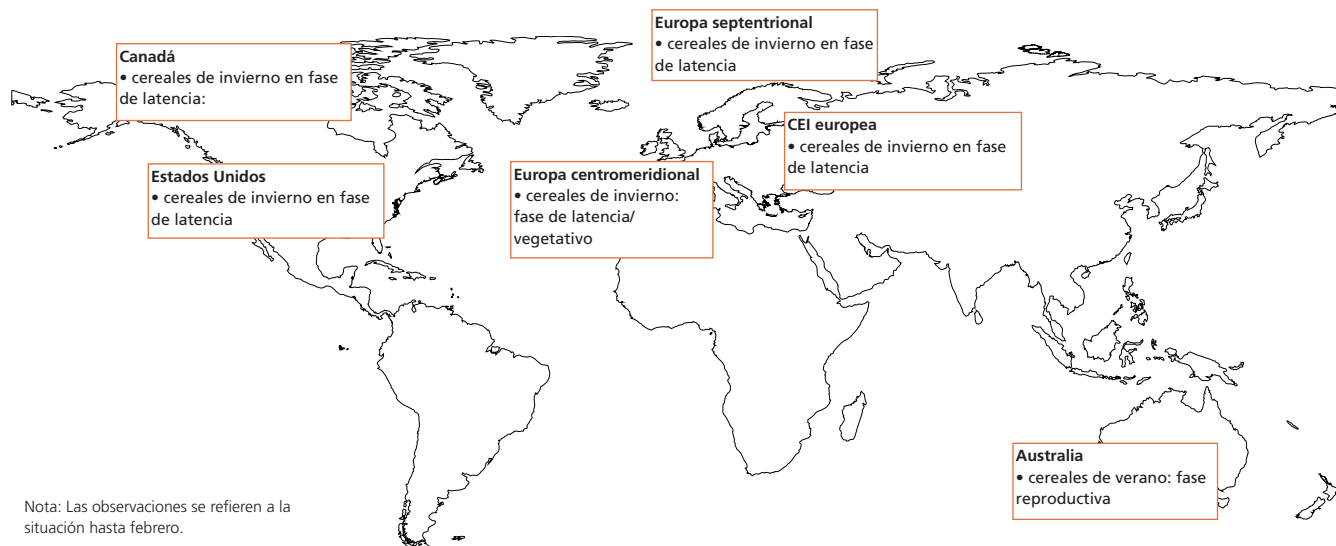 Europa septentrional
• cereales de invierno en fase
de latencia
Canadá
• cereales de invierno en fase
de latencia:
CEI europea
• cereales de invierno en fase
de latencia
Estados Unidos
• cereales de invierno en fase
de latencia
Europa centromeridional
• cereales de invierno:
fase de latencia/
vegetativo
Australia
• cereales de verano: fase
reproductiva
Nota: Las observaciones se refieren a la
situación hasta febrero.